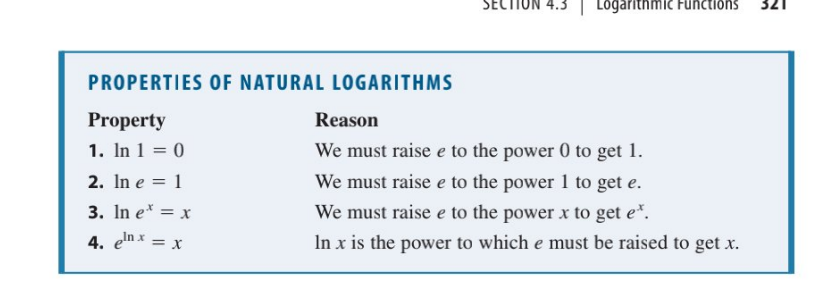 SECTION 4.3 | Logarithmic Functions 321
PROPERTIES OF NATURAL LOGARITHMS
Property Reason
1. ln 1 = 0 We must raise e to the power 0 to get 1.
2. ln e = 1 We must raise e to the power 1 to get e.
3. ln eˣ = x We must raise e to the power x to get eˣ.
4. e^(ln x) = x ln x is the power to which e must be raised to get x.